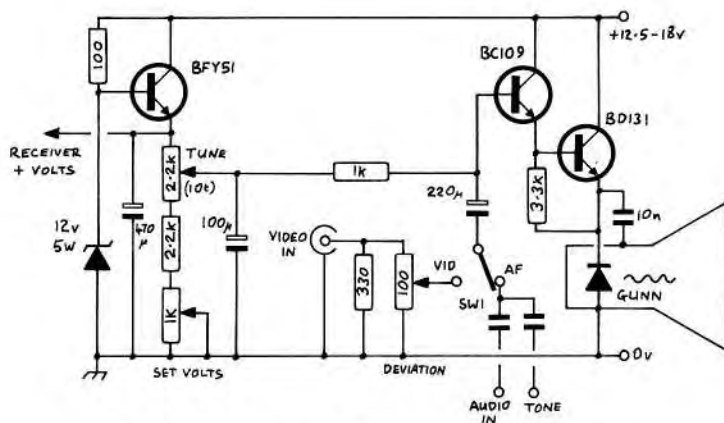 +12.5-18v
100
BFY51
BC109
BD131
RECEIVER
+ VOLTS
TUNE
(10t)
2.2k
1k
220µ
3.3k
10n
470
µ
100µ
12v
5W
2.2k
VIDEO
IN
330
100
VID
AF
SW1
GUNN
1K
SET VOLTS
DEVIATION
0v
AUDIO
IN
TONE